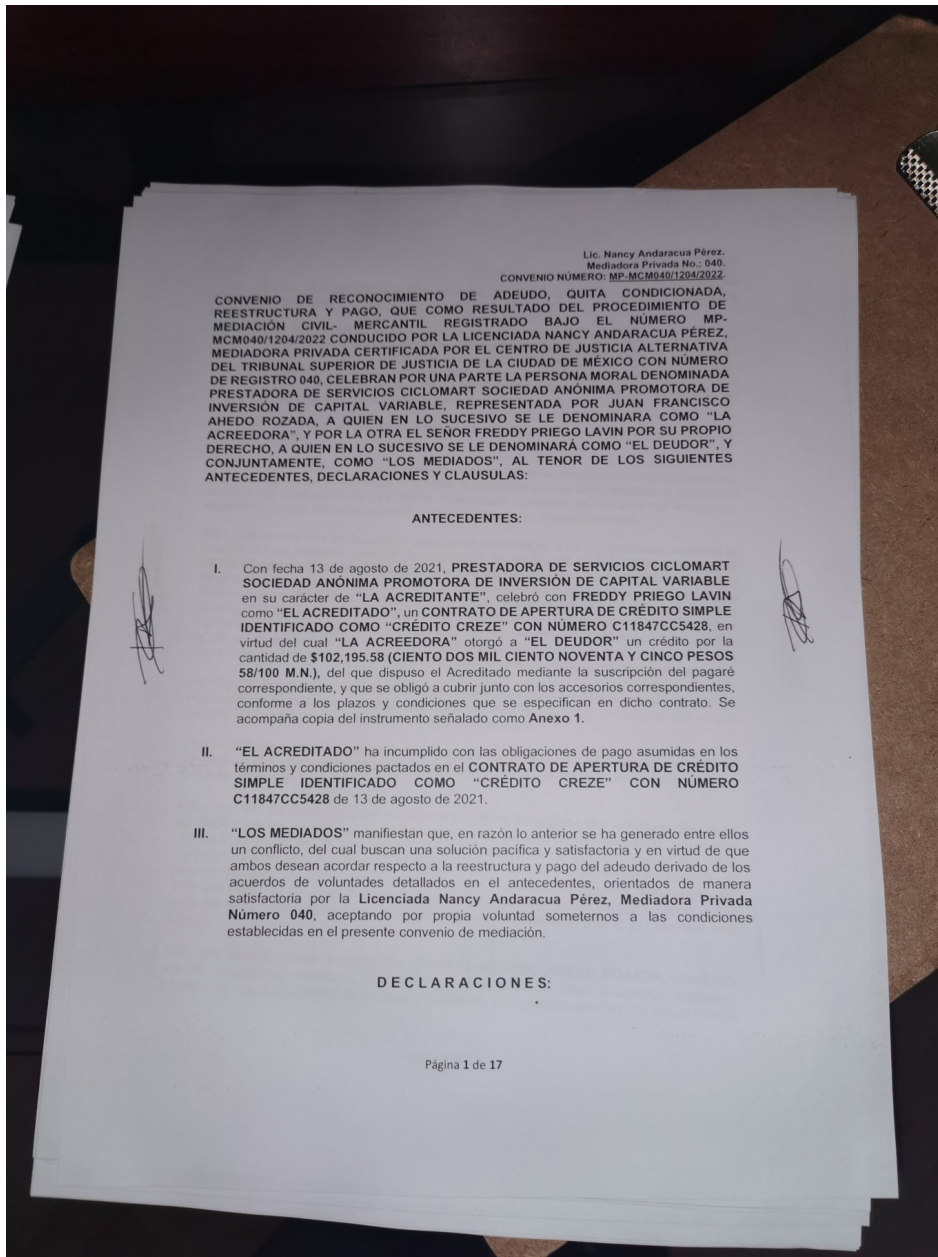 Lic. Nancy Andaracua Pérez.
Mediadora Privada No.: 040.
CONVENIO NÚMERO: MP-MCM040/1204/2022.
CONVENIO DE RECONOCIMIENTO DE ADEUDO, QUITA CONDICIONADA,
REESTRUCTURA Y PAGO, QUE COMO RESULTADO DEL PROCEDIMIENTO DE
MEDIACIÓN CIVIL- MERCANTIL REGISTRADO BAJO EL NÚMERO MP-
MCM040/1204/2022 CONDUCIDO POR LA LICENCIADA NANCY ANDARACUA PÉREZ,
MEDIADORA PRIVADA CERTIFICADA POR EL CENTRO DE JUSTICIA ALTERNATIVA
DEL TRIBUNAL SUPERIOR DE JUSTICIA DE LA CIUDAD DE MÉXICO CON NÚMERO
DE REGISTRO 040, CELEBRAN POR UNA PARTE LA PERSONA MORAL DENOMINADA
PRESTADORA DE SERVICIOS CICLOMART SOCIEDAD ANÓNIMA PROMOTORA DE
INVERSIÓN DE CAPITAL VARIABLE, REPRESENTADA POR JUAN FRANCISCO
AHEDO ROZADA, A QUIEN EN LO SUCESIVO SE LE DENOMINARA COMO “LA
ACREEDORA”, Y POR LA OTRA EL SEÑOR FREDDY PRIEGO LAVIN POR SU PROPIO
DERECHO, A QUIEN EN LO SUCESIVO SE LE DENOMINARÁ COMO “EL DEUDOR”, Y
CONJUNTAMENTE, COMO “LOS MEDIADOS”, AL TENOR DE LOS SIGUIENTES
ANTECEDENTES, DECLARACIONES Y CLAUSULAS:
ANTECEDENTES:
I. Con fecha 13 de agosto de 2021, PRESTADORA DE SERVICIOS CICLOMART
SOCIEDAD ANÓNIMA PROMOTORA DE INVERSIÓN DE CAPITAL VARIABLE
en su carácter de “LA ACREDITANTE”, celebró con FREDDY PRIEGO LAVIN
como “EL ACREDITADO”, un CONTRATO DE APERTURA DE CRÉDITO SIMPLE
IDENTIFICADO COMO “CRÉDITO CREZE” CON NÚMERO C11847CC5428, en
virtud del cual “LA ACREEDORA” otorgó a “EL DEUDOR” un crédito por la
cantidad de $102,195.58 (CIENTO DOS MIL CIENTO NOVENTA Y CINCO PESOS
58/100 M.N.), del que dispuso el Acreditado mediante la suscripción del pagaré
correspondiente, y que se obligó a cubrir junto con los accesorios correspondientes,
conforme a los plazos y condiciones que se especifican en dicho contrato. Se
acompaña copia del instrumento señalado como Anexo 1.
II. “EL ACREDITADO” ha incumplido con las obligaciones de pago asumidas en los
términos y condiciones pactados en el CONTRATO DE APERTURA DE CRÉDITO
SIMPLE IDENTIFICADO COMO “CRÉDITO CREZE” CON NÚMERO
C11847CC5428 de 13 de agosto de 2021.
III. “LOS MEDIADOS” manifiestan que, en razón lo anterior se ha generado entre ellos
un conflicto, del cual buscan una solución pacífica y satisfactoria y en virtud de que
ambos desean acordar respecto a la reestructura y pago del adeudo derivado de los
acuerdos de voluntades detallados en el antecedentes, orientados de manera
satisfactoria por la Licenciada Nancy Andaracua Pérez, Mediadora Privada
Número 040, aceptando por propia voluntad someternos a las condiciones
establecidas en el presente convenio de mediación.
DECLARACIONES:
Página 1 de 17